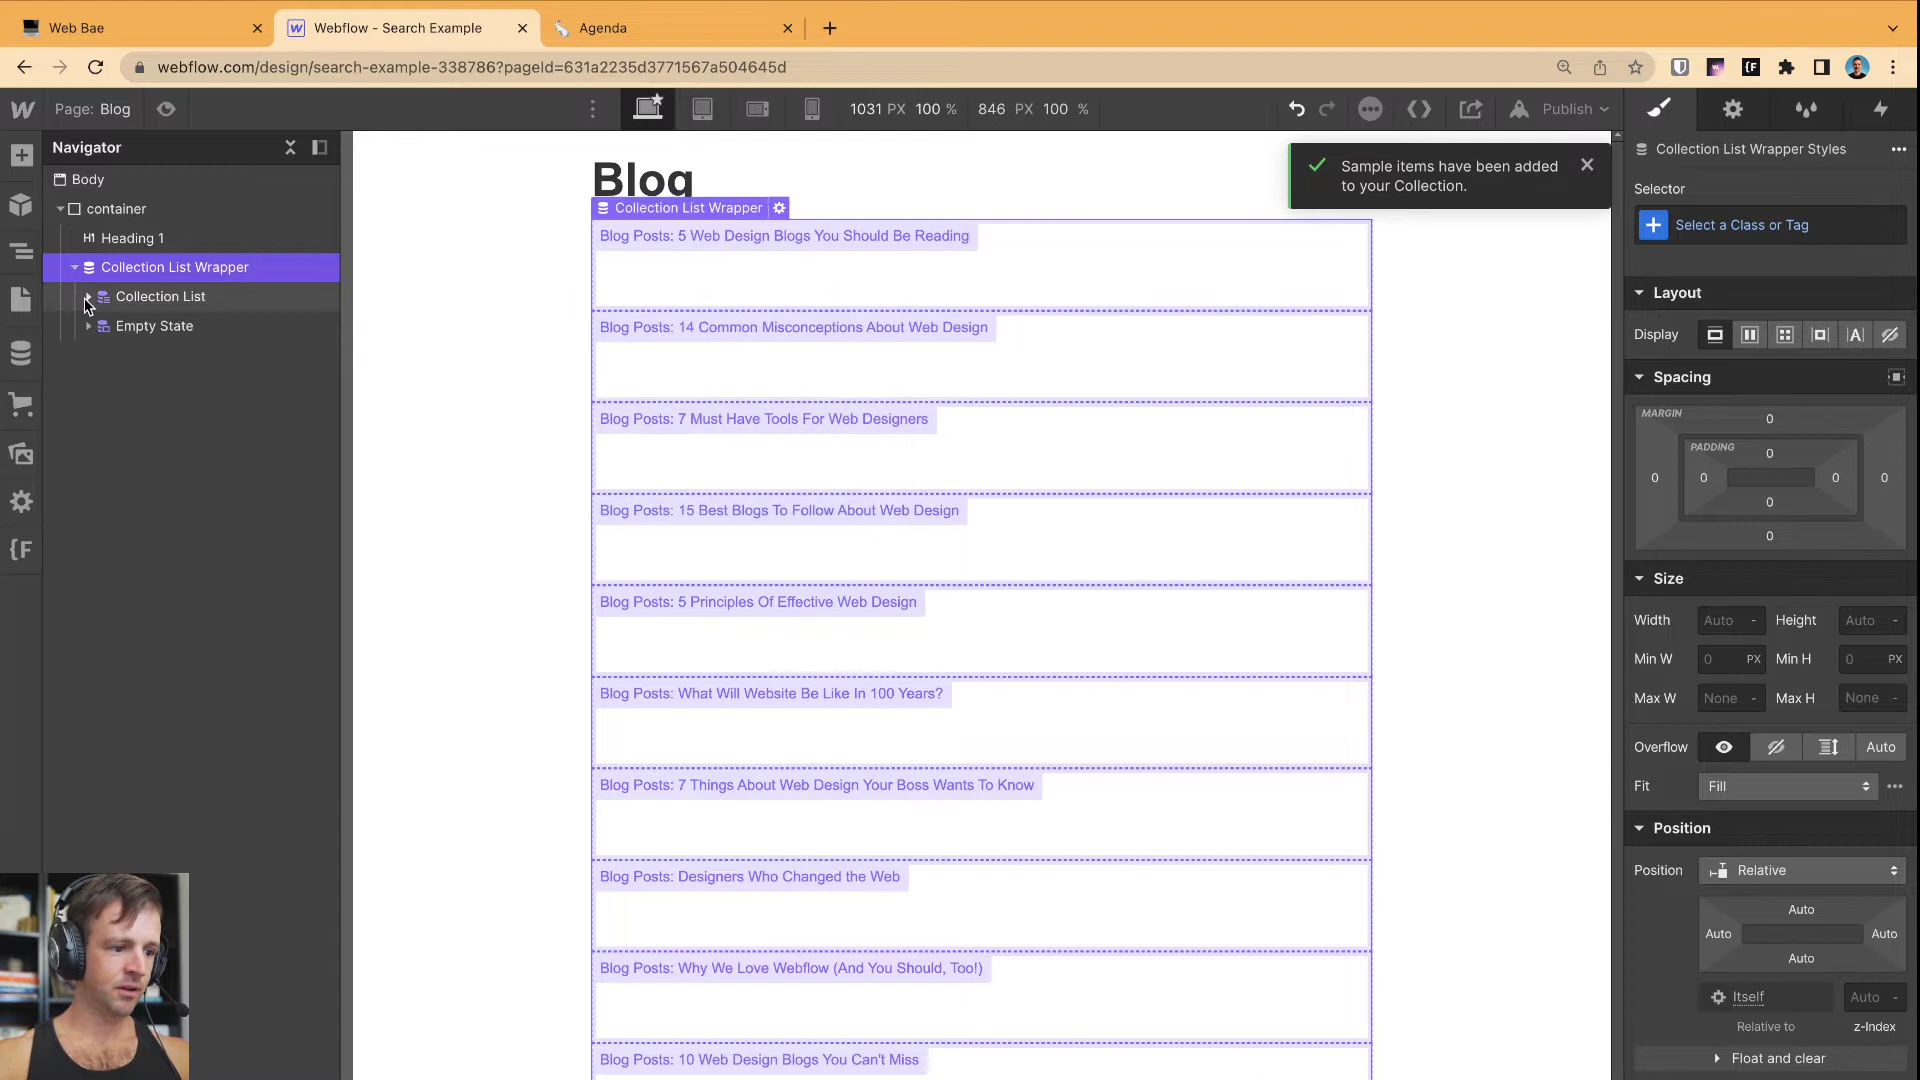 Web Bae
Webflow - Search Example
Agenda
webflow.com/design/search-example-338786?pageId=631a2235d3771567a504645d
Page: Blog
1031 PX 100 % 846 PX 100 %
Publish
Navigator
Body
container
H1 Heading 1
Collection List Wrapper
Collection List
Empty State
Blog
Collection List Wrapper
Blog Posts: 5 Web Design Blogs You Should Be Reading
Blog Posts: 14 Common Misconceptions About Web Design
Blog Posts: 7 Must Have Tools For Web Designers
Blog Posts: 15 Best Blogs To Follow About Web Design
Blog Posts: 5 Principles Of Effective Web Design
Blog Posts: What Will Website Be Like In 100 Years?
Blog Posts: 7 Things About Web Design Your Boss Wants To Know
Blog Posts: Designers Who Changed the Web
Blog Posts: Why We Love Webflow (And You Should, Too!)
Blog Posts: 10 Web Design Blogs You Can't Miss
Sample items have been added
to your Collection.
Collection List Wrapper Styles
Selector
Select a Class or Tag
Layout
Display
Spacing
MARGIN
0
PADDING
0
0 0 0 0
0
0
Size
Width Auto - Height Auto -
Min W 0 PX Min H 0 PX
Max W None - Max H None -
Overflow Auto
Fit Fill
Position
Position Relative
Auto
Auto Auto
Auto
Itself Auto -
Relative to z-Index
Float and clear